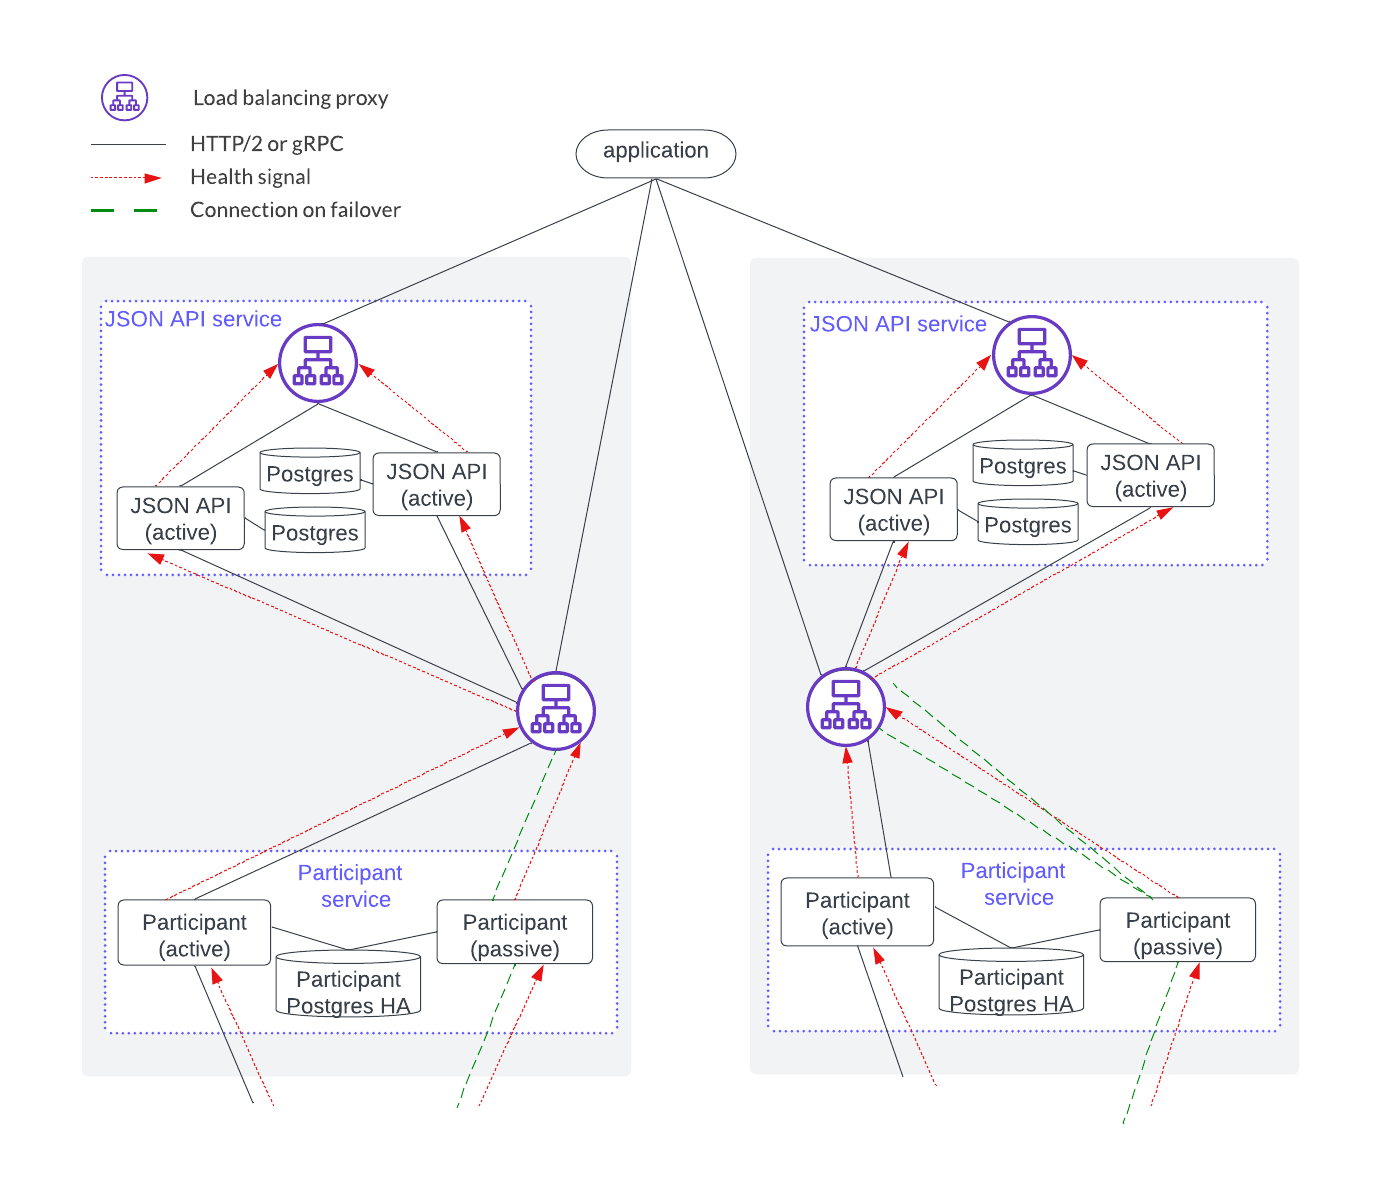 Load balancing proxy
HTTP/2 or gRPC
Health signal
Connection on failover
application
JSON API service
JSON API
(active)
Postgres
Postgres
JSON API
(active)
Participant
service
Participant
(active)
Participant
(passive)
Participant
Postgres HA
JSON API service
JSON API
(active)
Postgres
Postgres
JSON API
(active)
Participant
service
Participant
(active)
Participant
(passive)
Participant
Postgres HA